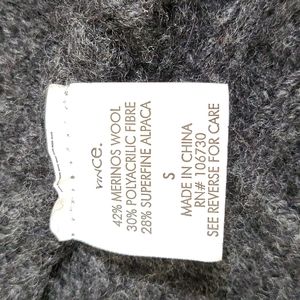 vince.
42% MERINOS WOOL
30% POLYACRILIC FIBRE
28% SUPERFINE ALPACA
S
MADE IN CHINA
RN# 106730
SEE REVERSE FOR CARE